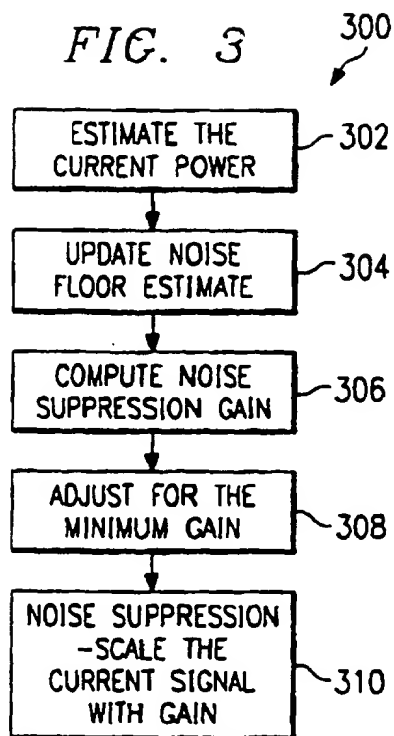 FIG. 3
300
ESTIMATE THE
CURRENT POWER
302
UPDATE NOISE
FLOOR ESTIMATE
304
COMPUTE NOISE
SUPPRESSION GAIN
306
ADJUST FOR THE
MINIMUM GAIN
308
NOISE SUPPRESSION
-SCALE THE
CURRENT SIGNAL
WITH GAIN
310